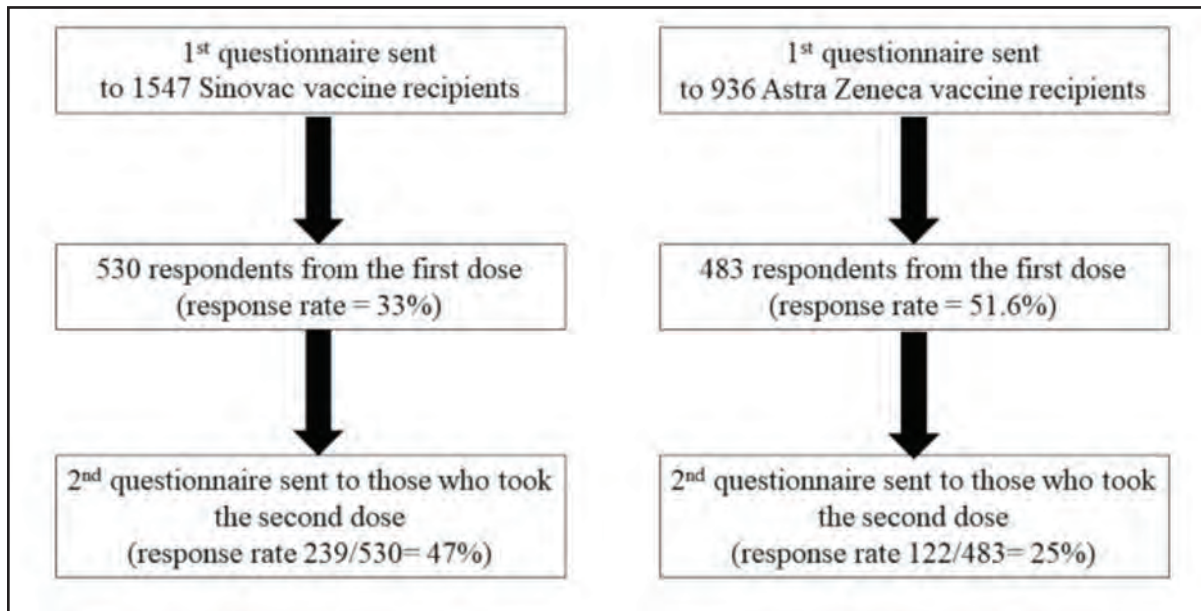 1st questionnaire sent
to 1547 Sinovac vaccine recipients
530 respondents from the first dose
(response rate = 33%)
2nd questionnaire sent to those who took
the second dose
(response rate 239/530= 47%)
1st questionnaire sent
to 936 Astra Zeneca vaccine recipients
483 respondents from the first dose
(response rate = 51.6%)
2nd questionnaire sent to those who took
the second dose
(response rate 122/483= 25%)